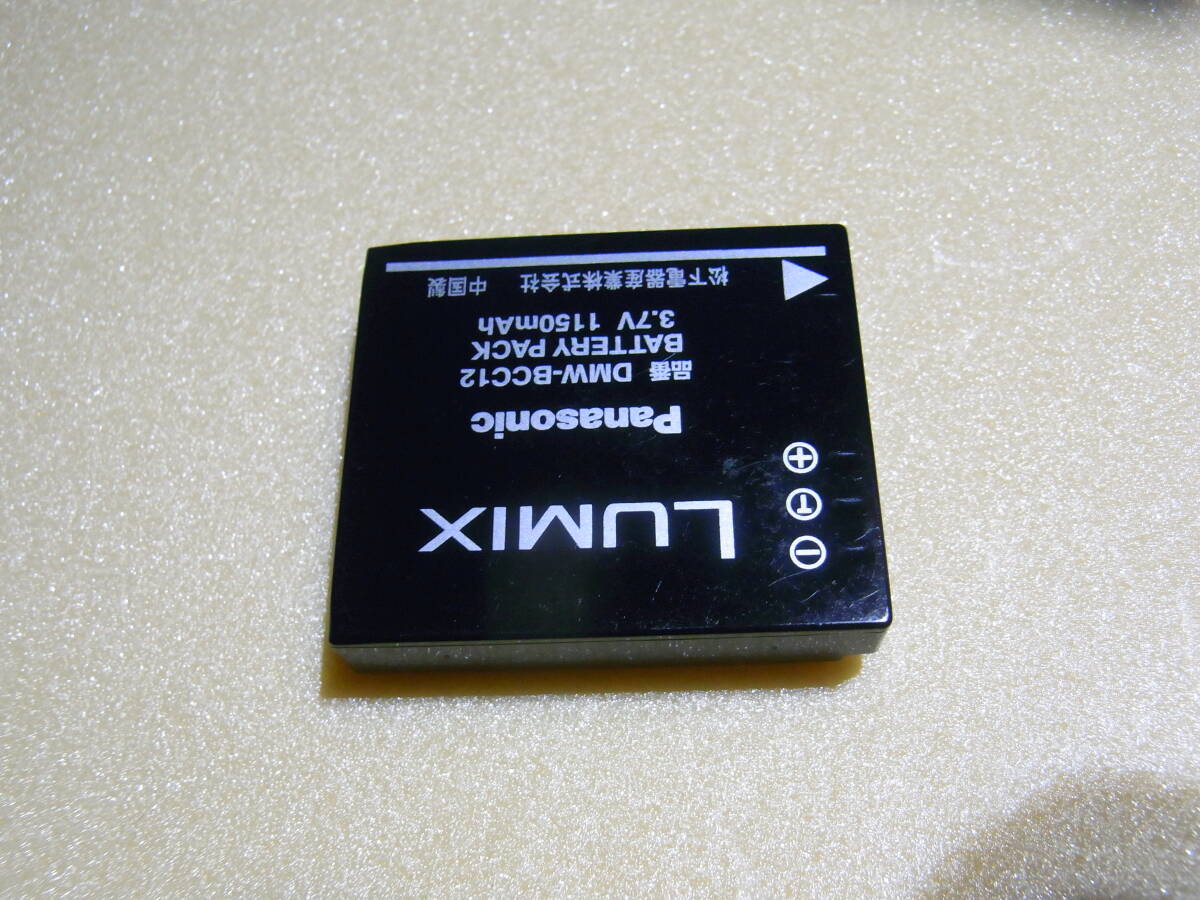 LUMIX
Panasonic
品番 DMW-BCC12
BATTERY PACK
3.7V 1150mAh
松下電器産業株式会社 中国製
T